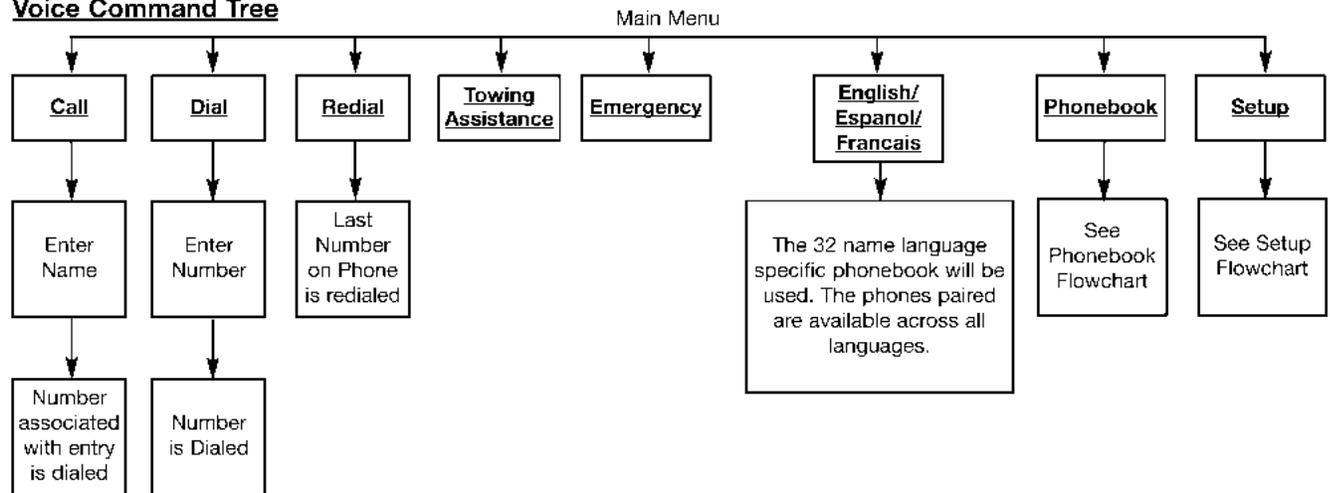 Voice Command Tree
Main Menu
Call
Dial
Redial
Towing
Assistance
Emergency
English/
Espanol/
Francais
Phonebook
Setup
Enter
Name
Enter
Number
Last
Number
on Phone
is redialed
The 32 name language
specific phonebook will be
used. The phones paired
are available across all
languages.
See
Phonebook
Flowchart
See Setup
Flowchart
Number
associated
with entry
is dialed
Number
is Dialed